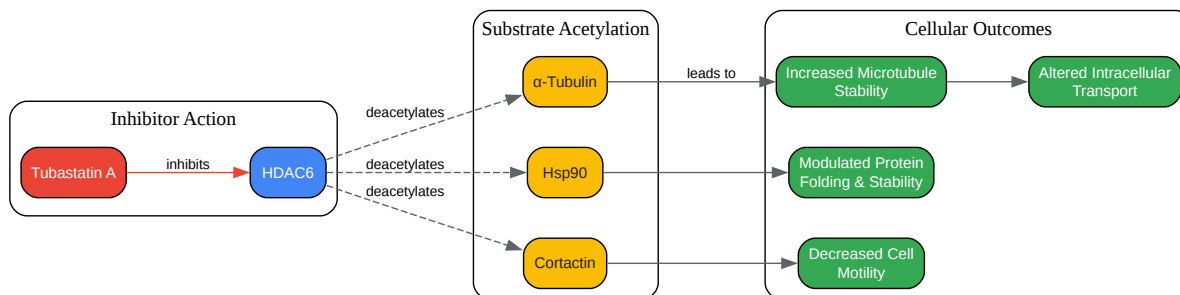 Inhibitor Action
Tubastatin A
inhibits
HDAC6
deacetylates
deacetylates
deacetylates
Substrate Acetylation
α-Tubulin
Hsp90
Cortactin
leads to
Cellular Outcomes
Increased Microtubule
Stability
Altered Intracellular
Transport
Modulated Protein
Folding & Stability
Decreased Cell
Motility